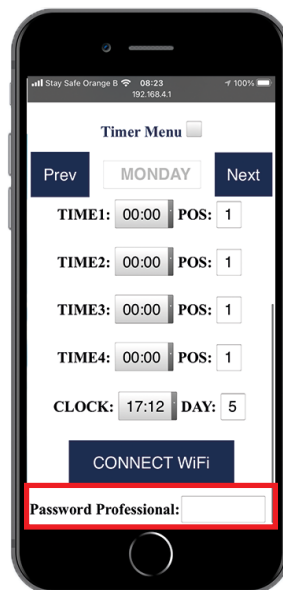 Stay Safe Orange B 08:23 100%
192.168.4.1
Timer Menu
Prev MONDAY Next
TIME1: 00:00 POS: 1
TIME2: 00:00 POS: 1
TIME3: 00:00 POS: 1
TIME4: 00:00 POS: 1
CLOCK: 17:12 DAY: 5
CONNECT WiFi
Password Professional: